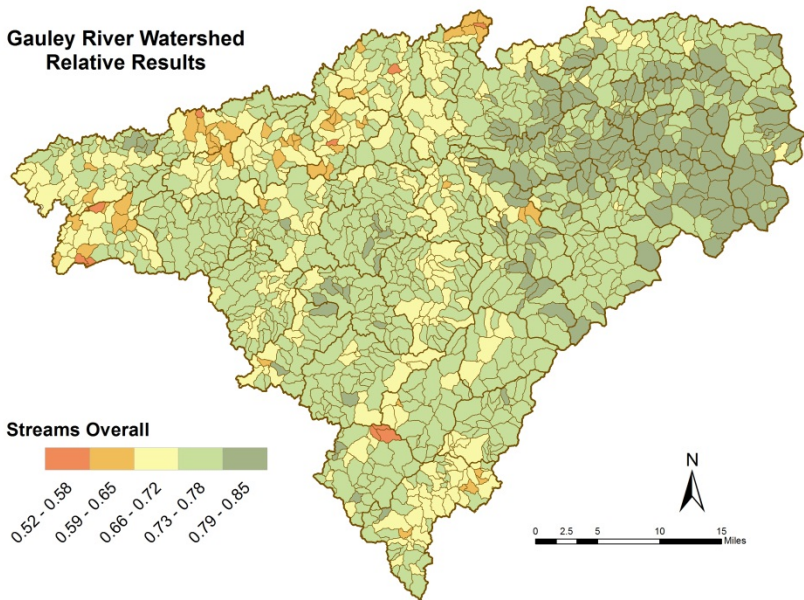 Gauley River Watershed
Relative Results
Streams Overall
0.52 - 0.58
0.59 - 0.65
0.66 - 0.72
0.73 - 0.78
0.79 - 0.85
N
0 2.5 5 10 15
Miles